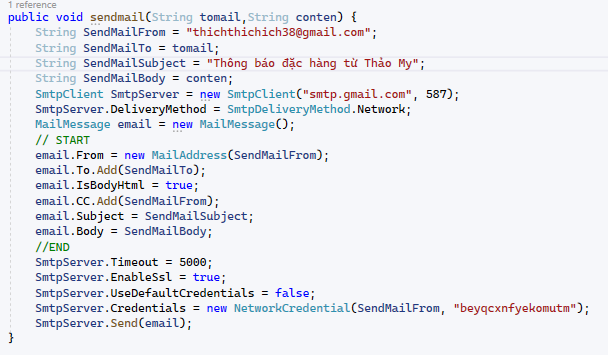 1 reference
public void sendmail(String tomail,String conten) {
String SendMailFrom = "thichthichich38@gmail.com";
String SendMailTo = tomail;
String SendMailSubject = "Thông báo đặc hàng từ Thảo My";
String SendMailBody = conten;
SmtpClient SmtpServer = new SmtpClient("smtp.gmail.com", 587);
SmtpServer.DeliveryMethod = SmtpDeliveryMethod.Network;
MailMessage email = new MailMessage();
// START
email.From = new MailAddress(SendMailFrom);
email.To.Add(SendMailTo);
email.IsBodyHtml = true;
email.CC.Add(SendMailFrom);
email.Subject = SendMailSubject;
email.Body = SendMailBody;
//END
SmtpServer.Timeout = 5000;
SmtpServer.EnableSsl = true;
SmtpServer.UseDefaultCredentials = false;
SmtpServer.Credentials = new NetworkCredential(SendMailFrom, "beyqcxnfyekomutm");
SmtpServer.Send(email);
}